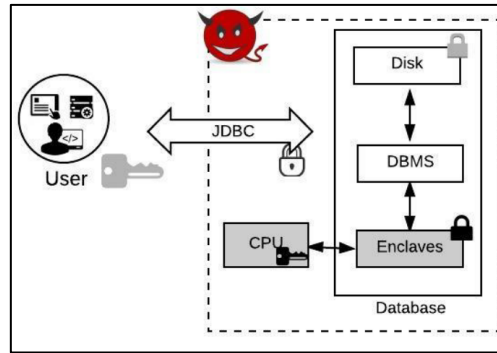 Disk
JDBC
DBMS
User
CPU
Enclaves
Database